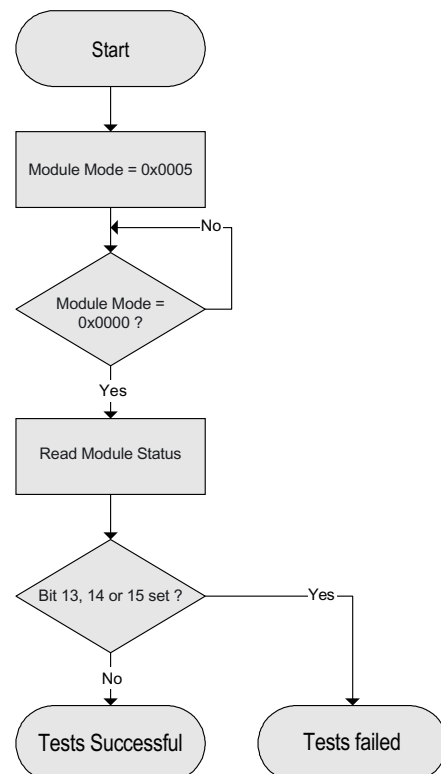 Start
Module Mode = 0x0005
No
Module Mode =
0x0000 ?
Yes
Read Module Status
Bit 13, 14 or 15 set ?
Yes
No
Tests Successful
Tests failed